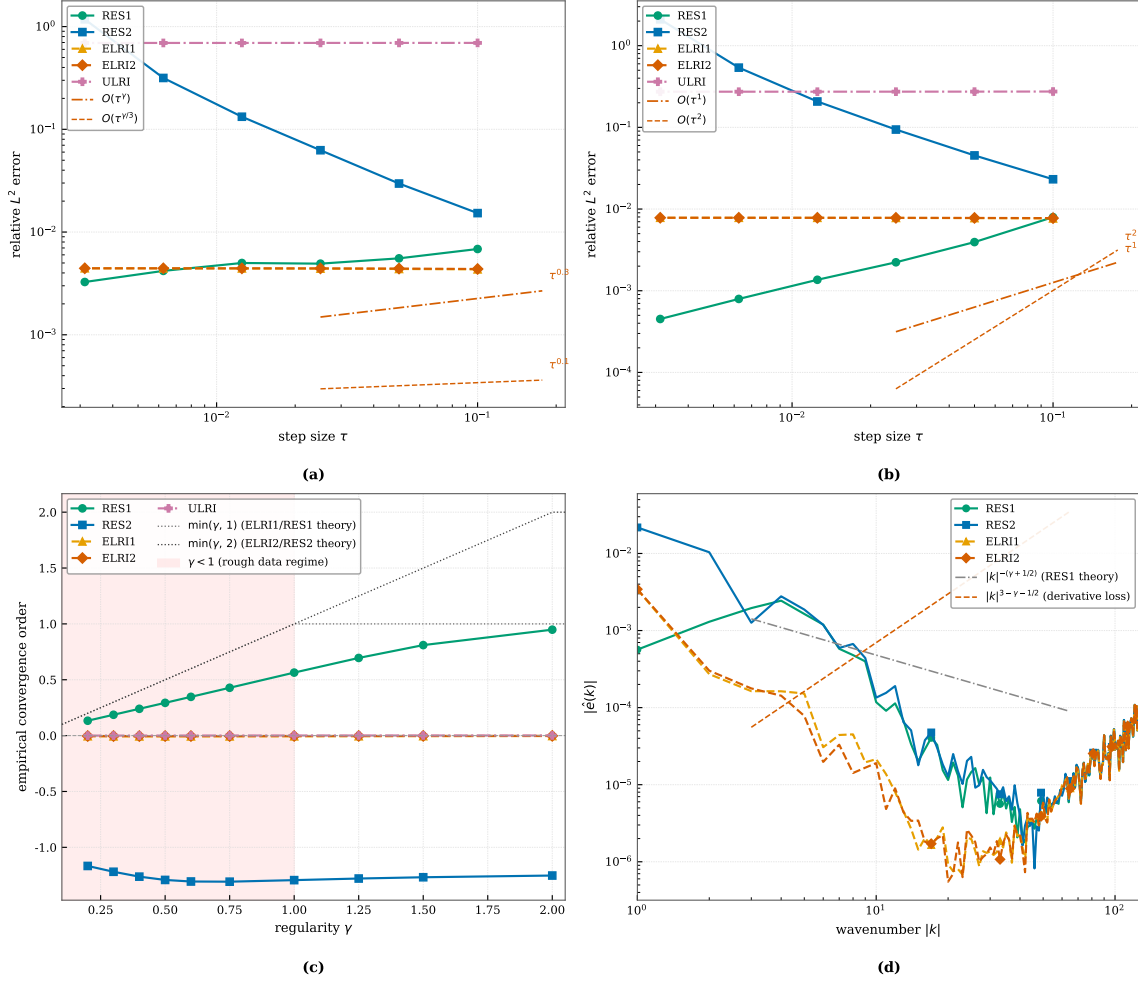 RES1
RES2
ELRI1
ELRI2
ULRI
O(τ^γ)
O(τ^{γ/3})
10^0
10^{-1}
10^{-2}
10^{-3}
relative L^2 error
τ^{0.3}
τ^{0.1}
10^{-2}
10^{-1}
step size τ
(a)
RES1
RES2
ELRI1
ELRI2
ULRI
O(τ^1)
O(τ^2)
10^0
10^{-1}
10^{-2}
10^{-3}
10^{-4}
relative L^2 error
τ^2
τ^1
10^{-2}
10^{-1}
step size τ
(b)
RES1
RES2
ELRI1
ELRI2
ULRI
min(γ, 1) (ELRI1/RES1 theory)
min(γ, 2) (ELRI2/RES2 theory)
γ < 1 (rough data regime)
2.0
1.5
1.0
0.5
0.0
-0.5
-1.0
empirical convergence order
0.25
0.50
0.75
1.00
1.25
1.50
1.75
2.00
regularity γ
(c)
RES1
RES2
ELRI1
ELRI2
|k|^{-(γ+1/2)} (RES1 theory)
|k|^{3-γ-1/2} (derivative loss)
10^{-2}
10^{-3}
10^{-4}
10^{-5}
10^{-6}
|ê(k)|
10^0
10^1
10^2
wavenumber |k|
(d)